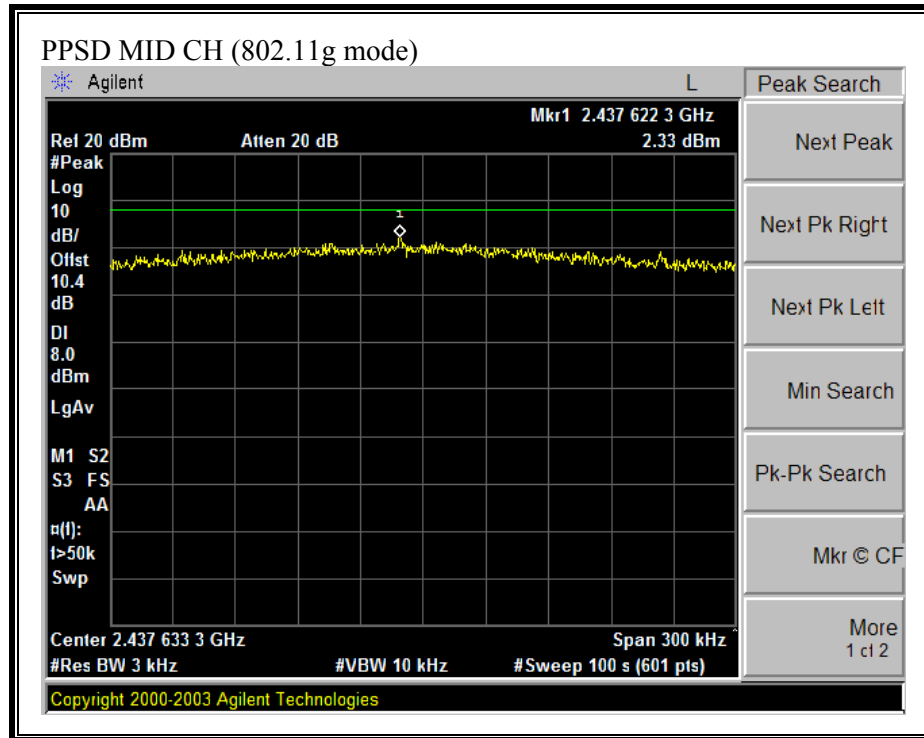 PPSD MID CH (802.11g mode)
Agilent L
Peak Search
Mkr1 2.437 622 3 GHz
Ref 20 dBm Atten 20 dB 2.33 dBm
#Peak
Log
10
dB/
Offst
10.4
dB
DI
8.0
dBm
LgAv
M1 S2
S3 FS
AA
¤(f):
f>50k
Swp
1
Center 2.437 633 3 GHz Span 300 kHz
#Res BW 3 kHz #VBW 10 kHz #Sweep 100 s (601 pts)
Copyright 2000-2003 Agilent Technologies
Next Peak
Next Pk Right
Next Pk Left
Min Search
Pk-Pk Search
Mkr © CF
More
1 of 2